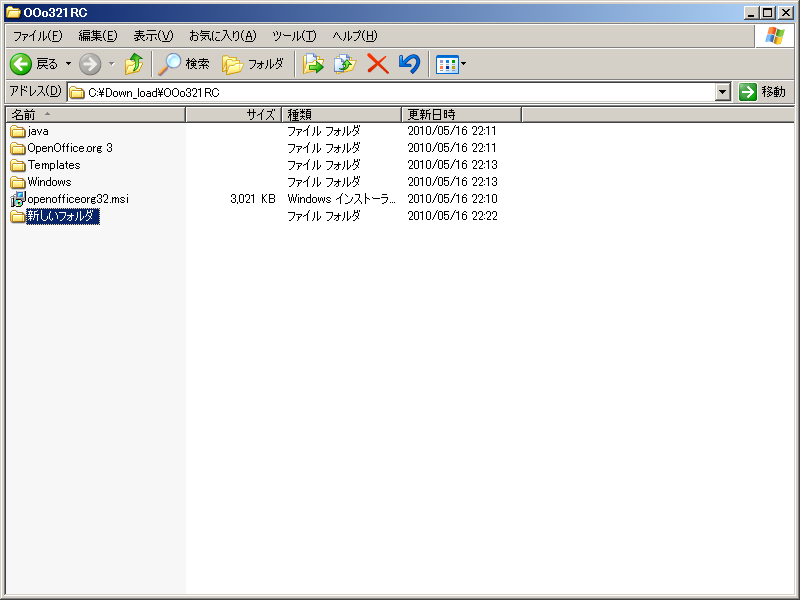 OOo321RC
ファイル(F) 編集(E) 表示(V) お気に入り(A) ツール(T) ヘルプ(H)
戻る 検索 フォルダ
アドレス(D) C:¥Down_load¥OOo321RC 移動
名前 サイズ 種類 更新日時
java ファイル フォルダ 2010/05/16 22:11
OpenOffice.org 3 ファイル フォルダ 2010/05/16 22:11
Templates ファイル フォルダ 2010/05/16 22:13
Windows ファイル フォルダ 2010/05/16 22:13
openofficeorg32.msi 3,021 KB Windows インストーラ... 2010/05/16 22:10
新しいフォルダ ファイル フォルダ 2010/05/16 22:22